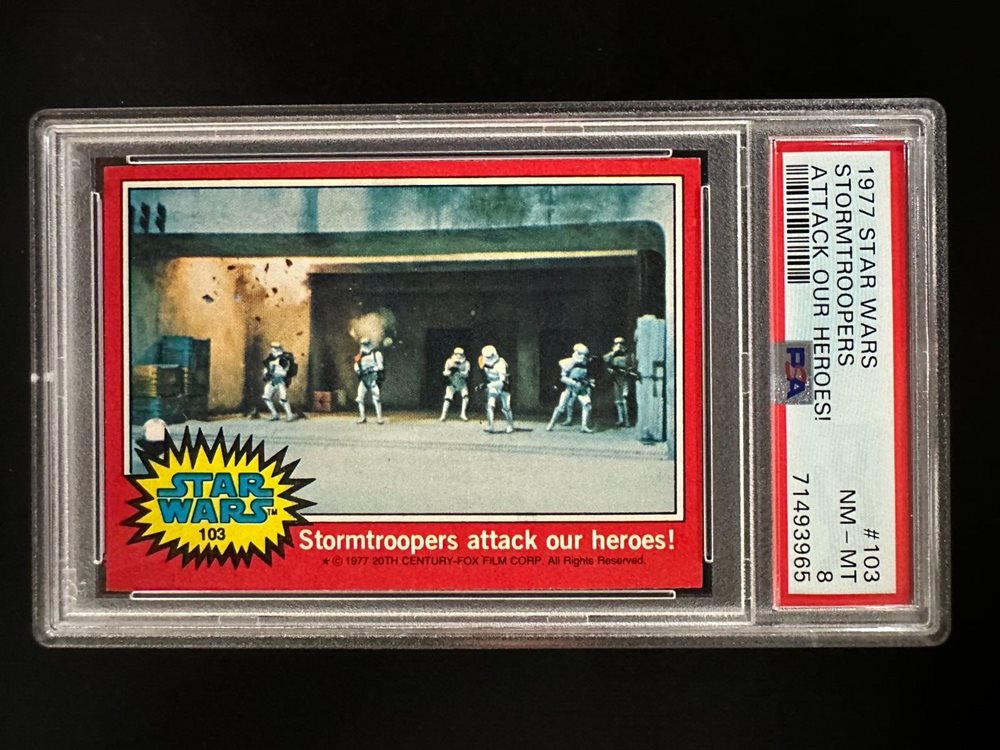 STAR
WARS™
103
Stormtroopers attack our heroes!
★ © 1977 20TH CENTURY-FOX FILM CORP. All Rights Reserved.
1977 STAR WARS #103
STORMTROOPERS NM – MT
ATTACK OUR HEROES! 8
PSA 71493965